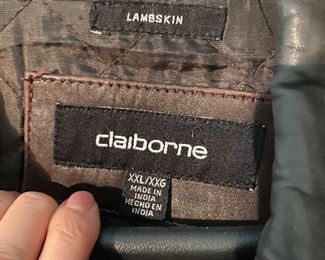 LAMBSKIN
claiborne
XXL/XXG
MADE IN
INDIA
HECHO EN
INDIA